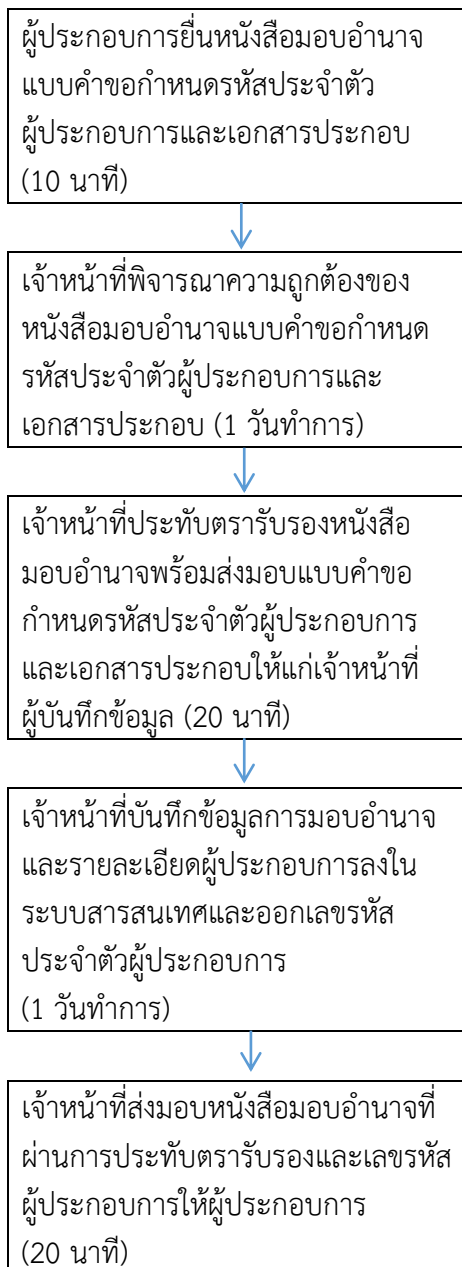 ผู้ประกอบการยื่นหนังสือมอบอำนาจ
แบบคำขอกำหนดรหัสประจำตัว
ผู้ประกอบการและเอกสารประกอบ
(10 นาที)
เจ้าหน้าที่พิจารณาความถูกต้องของ
หนังสือมอบอำนาจแบบคำขอกำหนด
รหัสประจำตัวผู้ประกอบการและ
เอกสารประกอบ (1 วันทำการ)
เจ้าหน้าที่ประทับตรารับรองหนังสือ
มอบอำนาจพร้อมส่งมอบแบบคำขอ
กำหนดรหัสประจำตัวผู้ประกอบการ
และเอกสารประกอบให้แก่เจ้าหน้าที่
ผู้บันทึกข้อมูล (20 นาที)
เจ้าหน้าที่บันทึกข้อมูลการมอบอำนาจ
และรายละเอียดผู้ประกอบการลงใน
ระบบสารสนเทศและออกเลขรหัส
ประจำตัวผู้ประกอบการ
(1 วันทำการ)
เจ้าหน้าที่ส่งมอบหนังสือมอบอำนาจที่
ผ่านการประทับตรารับรองและเลขรหัส
ผู้ประกอบการให้ผู้ประกอบการ
(20 นาที)